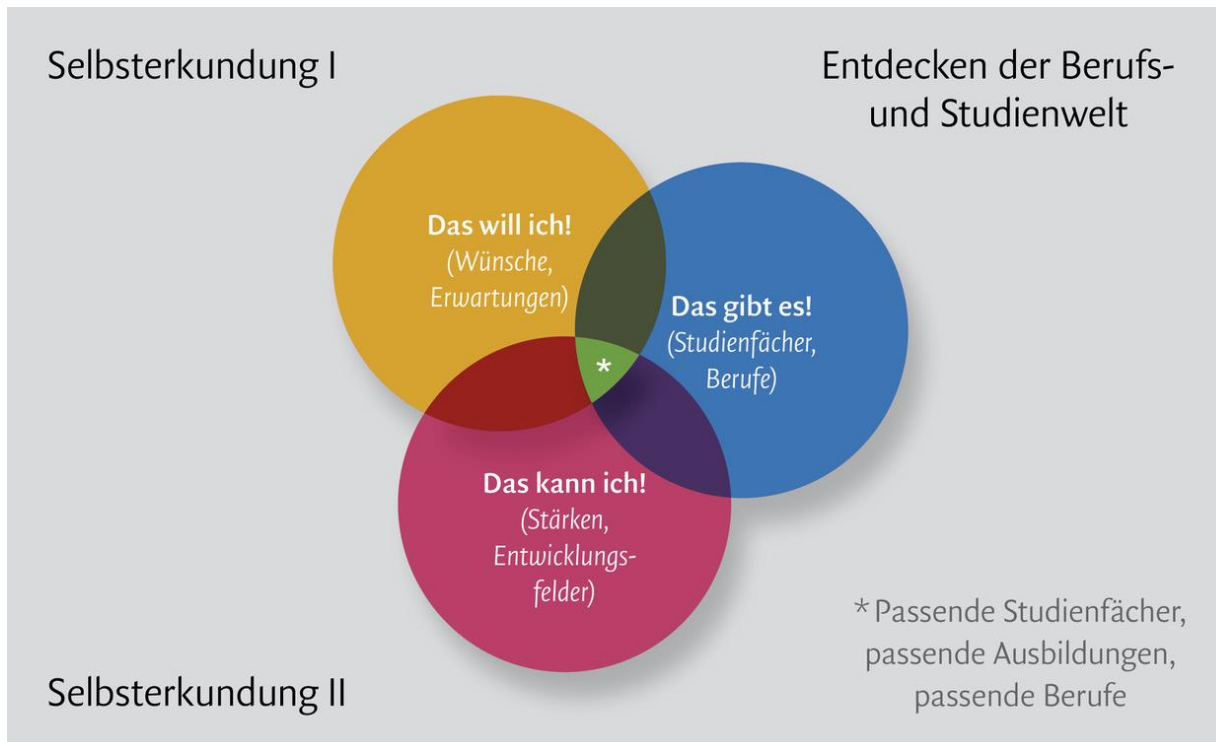 Selbsterkundung I
Entdecken der Berufs-
und Studienwelt
Das will ich!
(Wünsche,
Erwartungen)
Das gibt es!
(Studienfächer,
Berufe)
*
Das kann ich!
(Stärken,
Entwicklungs-
felder)
Selbsterkundung II
*Passende Studienfächer,
passende Ausbildungen,
passende Berufe